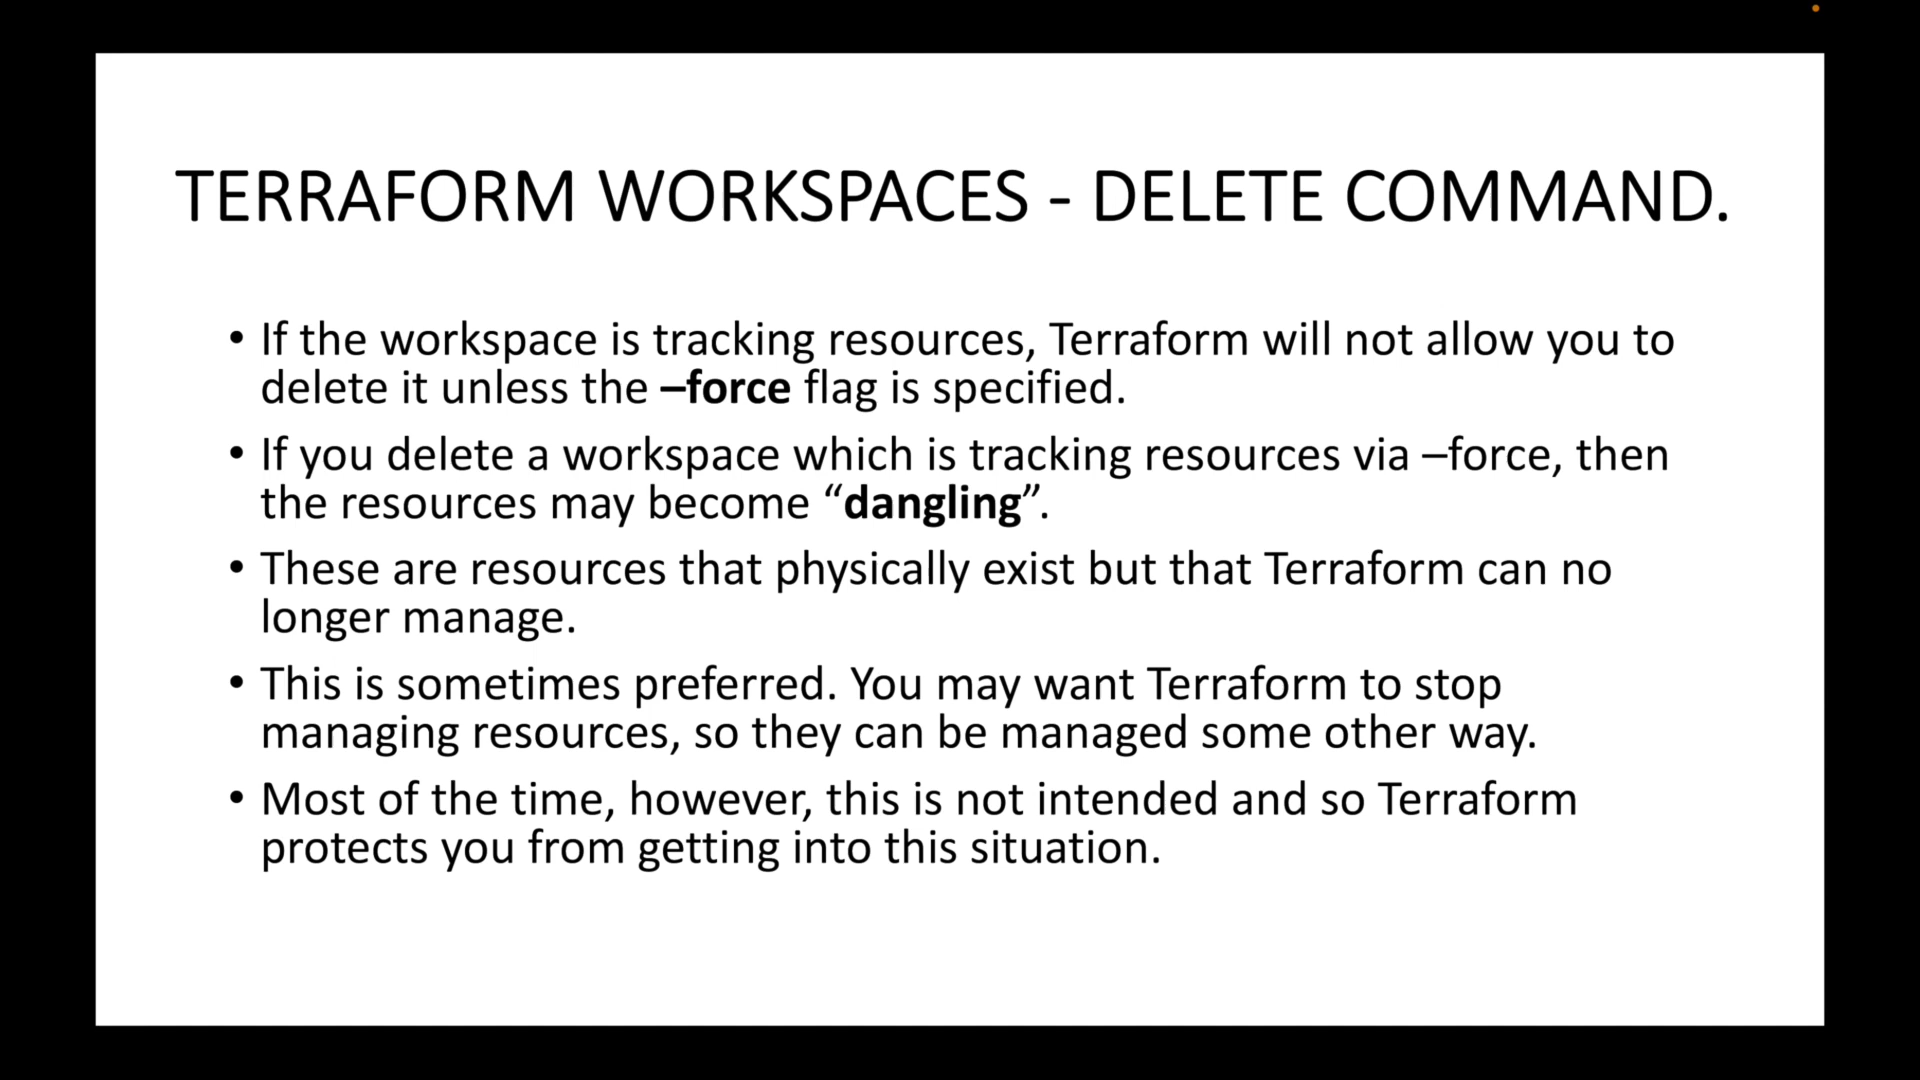 TERRAFORM WORKSPACES - DELETE COMMAND.
• If the workspace is tracking resources, Terraform will not allow you to
delete it unless the –force flag is specified.
• If you delete a workspace which is tracking resources via –force, then
the resources may become “dangling”.
• These are resources that physically exist but that Terraform can no
longer manage.
• This is sometimes preferred. You may want Terraform to stop
managing resources, so they can be managed some other way.
• Most of the time, however, this is not intended and so Terraform
protects you from getting into this situation.